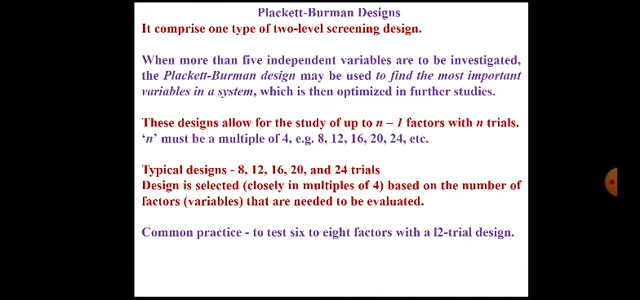 Plackett-Burman Designs
It comprise one type of two-level screening design.
When more than five independent variables are to be investigated,
the Plackett-Burman design may be used to find the most important
variables in a system, which is then optimized in further studies.
These designs allow for the study of up to n – 1 factors with n trials.
‘n’ must be a multiple of 4, e.g. 8, 12, 16, 20, 24, etc.
Typical designs - 8, 12, 16, 20, and 24 trials
Design is selected (closely in multiples of 4) based on the number of
factors (variables) that are needed to be evaluated.
Common practice - to test six to eight factors with a l2-trial design.